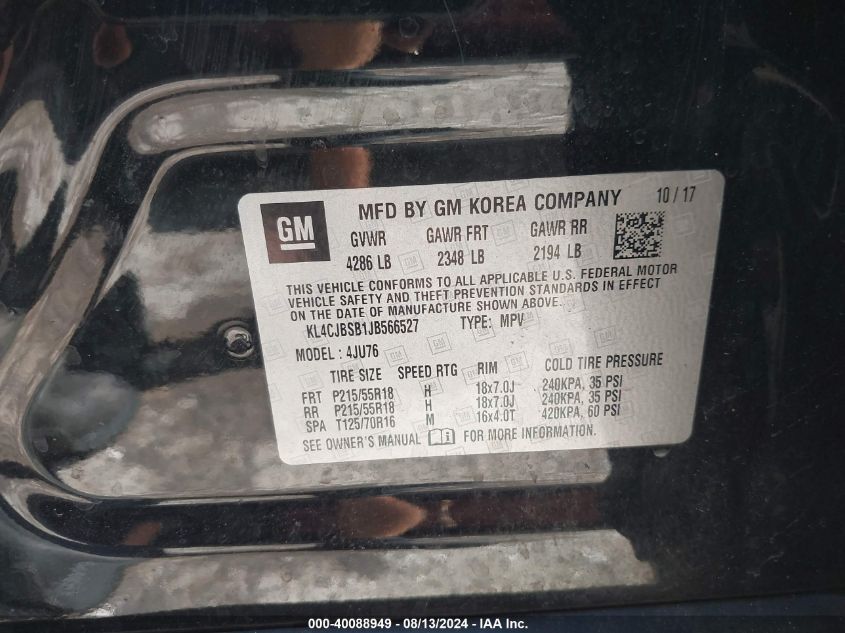 GM
MFD BY GM KOREA COMPANY 10 / 17
GVWR GAWR FRT GAWR RR
4286 LB 2348 LB 2194 LB
THIS VEHICLE CONFORMS TO ALL APPLICABLE U.S. FEDERAL MOTOR
VEHICLE SAFETY AND THEFT PREVENTION STANDARDS IN EFFECT
ON THE DATE OF MANUFACTURE SHOWN ABOVE.
KL4CJBSB1JB566527 TYPE: MPV
MODEL : 4JU76
TIRE SIZE SPEED RTG RIM COLD TIRE PRESSURE
FRT P215/55R18 H 18x7.0J 240KPA, 35 PSI
RR P215/55R18 H 18x7.0J 240KPA, 35 PSI
SPA T125/70R16 M 16x4.0T 420KPA, 60 PSI
SEE OWNER'S MANUAL FOR MORE INFORMATION.
000-40088949 - 08/13/2024 - IAA Inc.